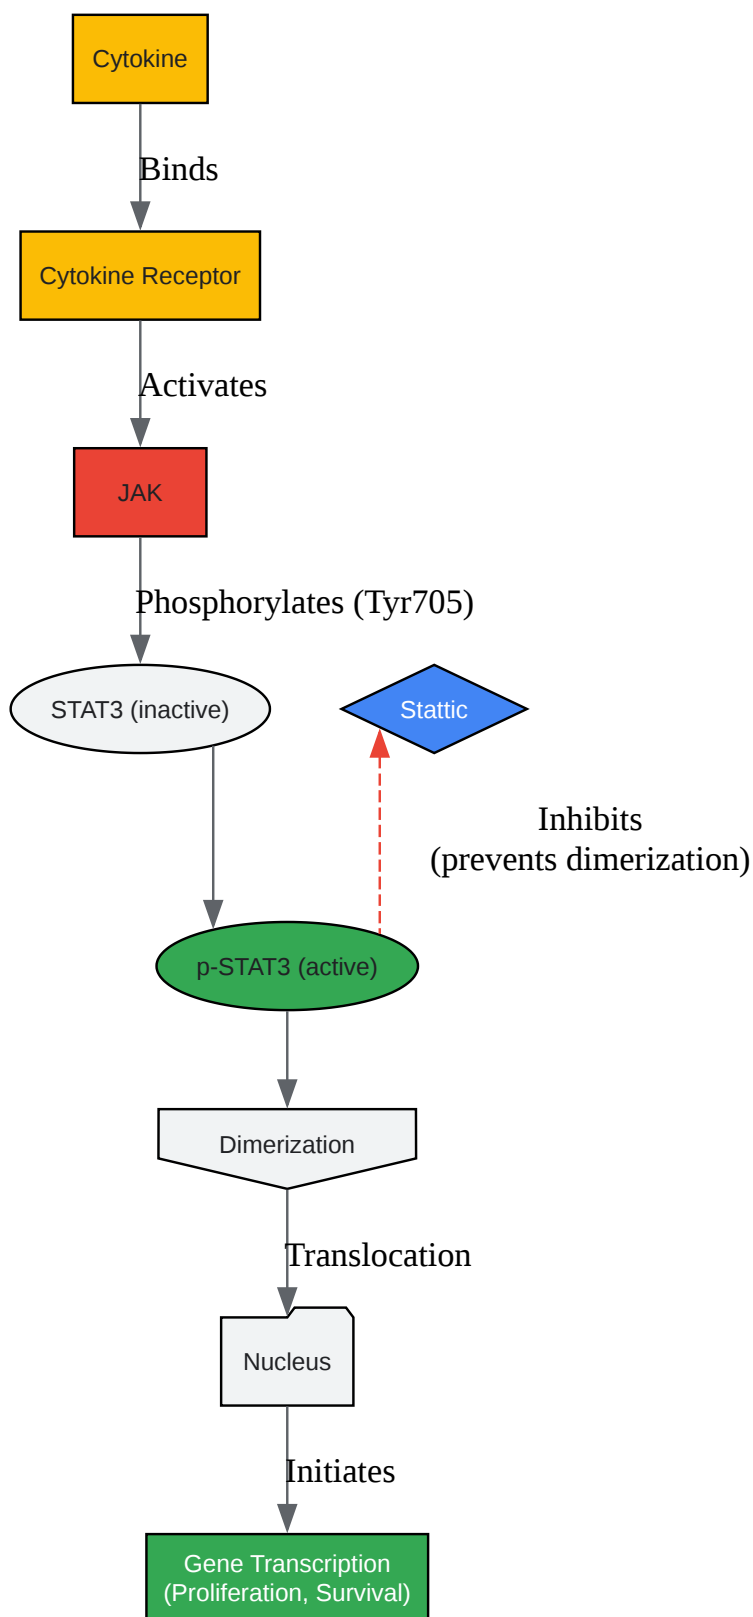 Cytokine
Binds
Cytokine Receptor
Activates
JAK
Phosphorylates (Tyr705)
STAT3 (inactive)
Stattic
Inhibits
(prevents dimerization)
p-STAT3 (active)
Dimerization
Translocation
Nucleus
Initiates
Gene Transcription
(Proliferation, Survival)